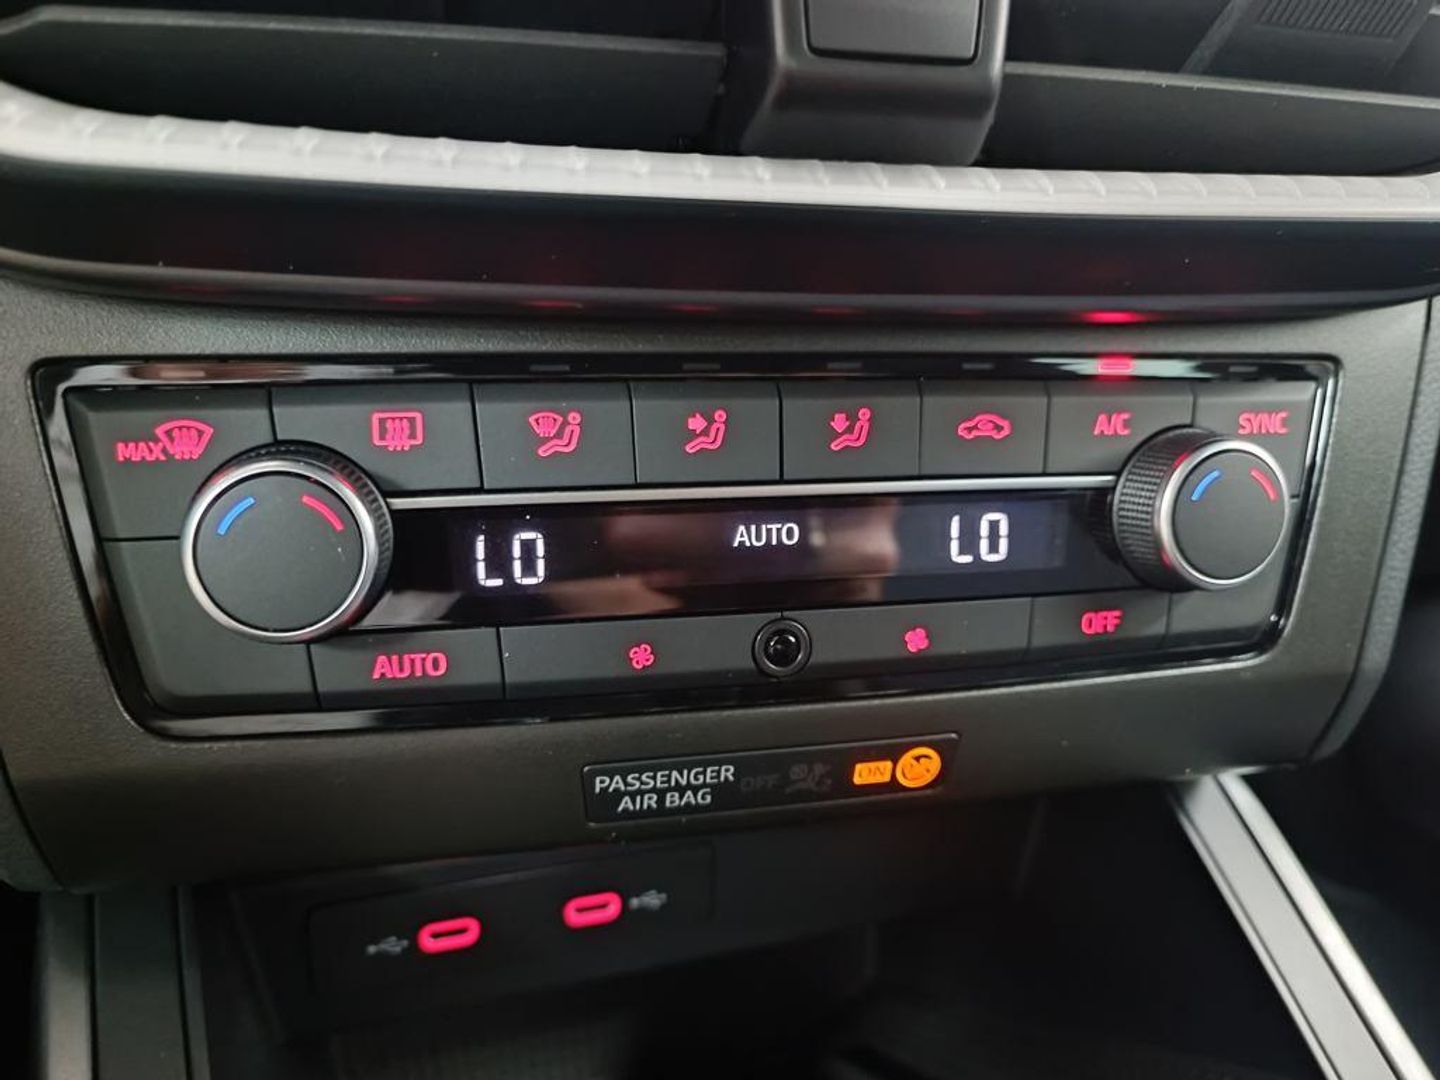 MAX
A/C
SYNC
LO
AUTO
LO
AUTO
OFF
PASSENGER
AIR BAG
OFF
ON